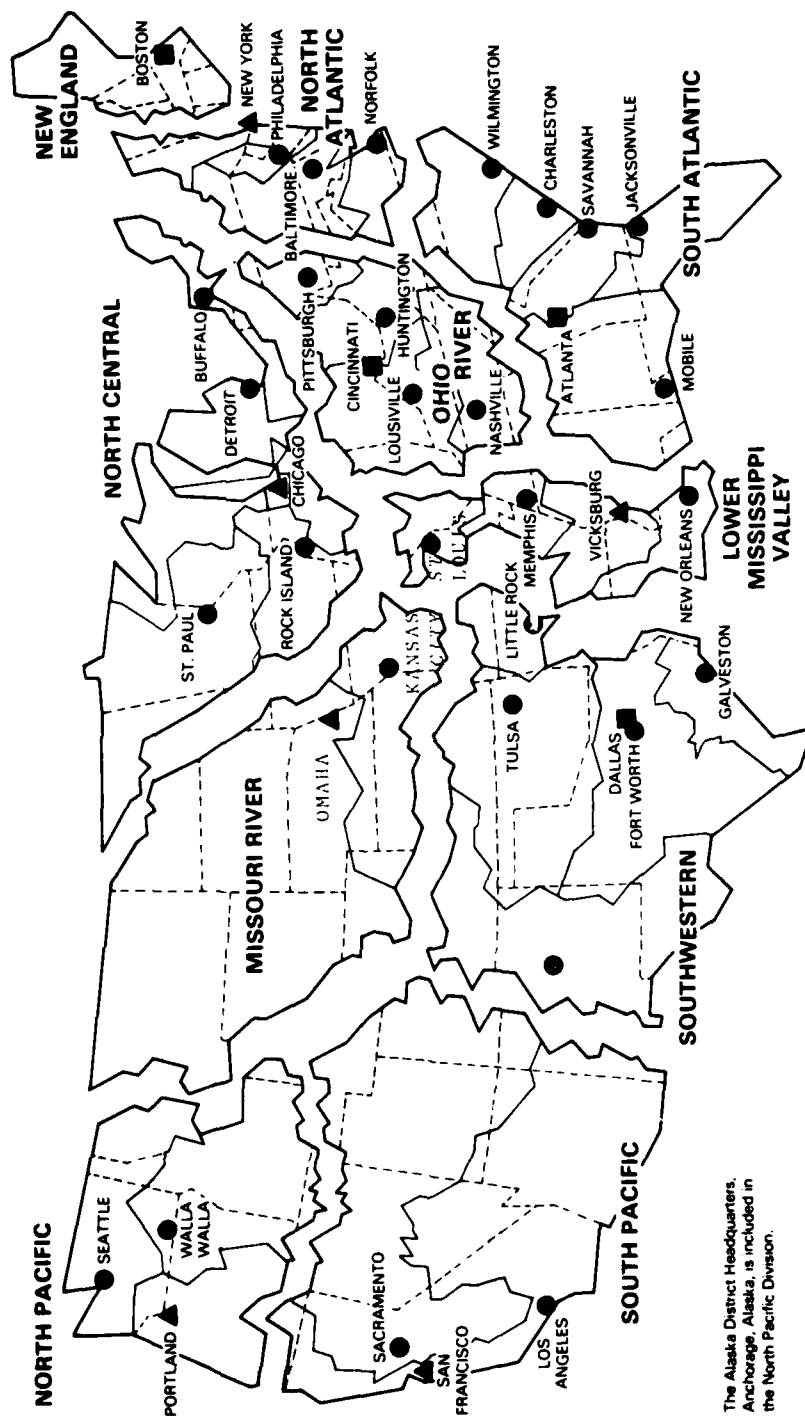 NORTH PACIFIC
SEATTLE
WALLA
WALLA
PORTLAND
SACRAMENTO
SAN
FRANCISCO
LOS
ANGELES
SOUTH PACIFIC
MISSOURI RIVER
OMAHA
KANSAS
CITY
SOUTHWESTERN
TULSA
LITTLE ROCK
DALLAS
FORT WORTH
GALVESTON
NORTH CENTRAL
ST. PAUL
ROCK ISLAND
CHICAGO
DETROIT
BUFFALO
LOWER
MISSISSIPPI
VALLEY
ST.
LOUIS
MEMPHIS
VICKSBURG
NEW ORLEANS
OHIO
RIVER
PITTSBURGH
CINCINNATI
HUNTINGTON
LOUSIVILLE
NASHVILLE
NEW
ENGLAND
BOSTON
NORTH
ATLANTIC
NEW YORK
PHILADELPHIA
BALTIMORE
NORFOLK
SOUTH ATLANTIC
WILMINGTON
CHARLESTON
SAVANNAH
JACKSONVILLE
ATLANTA
MOBILE
The Alaska District Headquarters,
Anchorage, Alaska, is included in
the North Pacific Division.